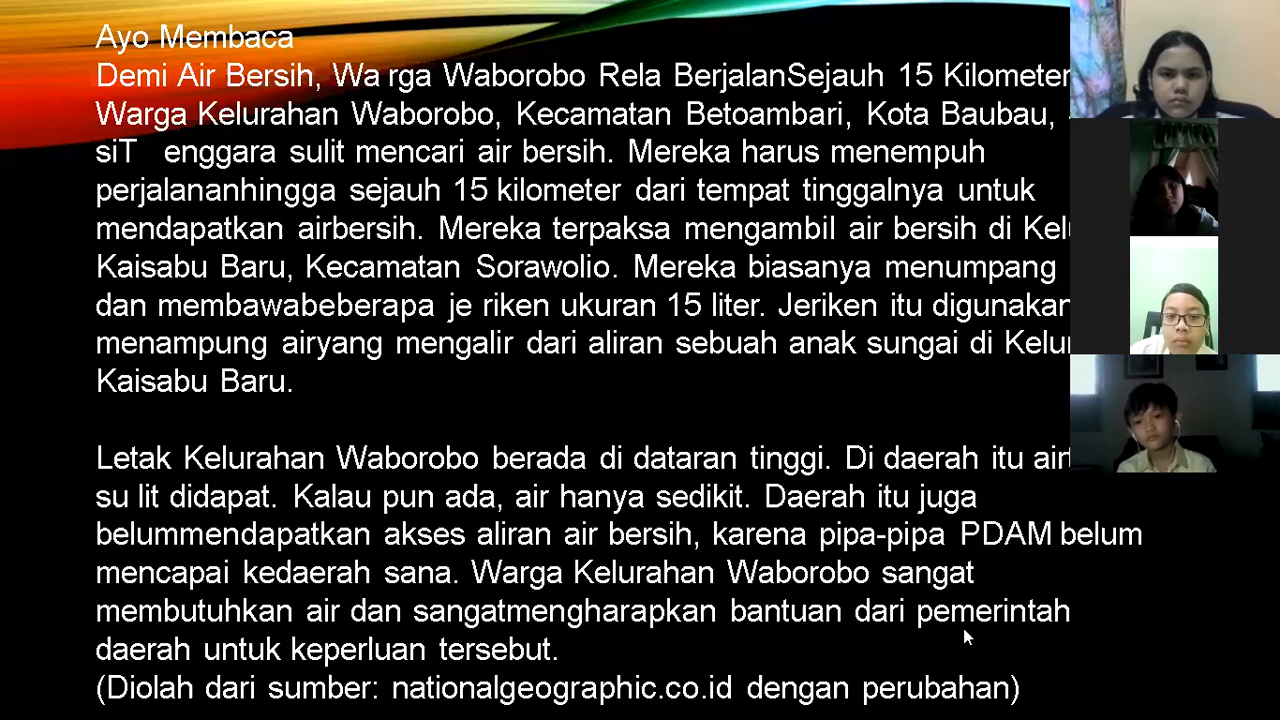 Ayo Membaca
Demi Air Bersih, Wa rga Waborobo Rela BerjalanSejauh 15 Kilometer
Warga Kelurahan Waborobo, Kecamatan Betoambari, Kota Baubau,
siT enggara sulit mencari air bersih. Mereka harus menempuh
perjalananhingga sejauh 15 kilometer dari tempat tinggalnya untuk
mendapatkan airbersih. Mereka terpaksa mengambil air bersih di
Kaisabu Baru, Kecamatan Sorawolio. Mereka biasanya menumpang
dan membawabeberapa je riken ukuran 15 liter. Jeriken itu digunakan
menampung airyang mengalir dari aliran sebuah anak sungai di
Kaisabu Baru.
Letak Kelurahan Waborobo berada di dataran tinggi. Di daerah itu air
su lit didapat. Kalau pun ada, air hanya sedikit. Daerah itu juga
belummendapatkan akses aliran air bersih, karena pipa-pipa PDAM belum
mencapai kedaerah sana. Warga Kelurahan Waborobo sangat
membutuhkan air dan sangatmengharapkan bantuan dari pemerintah
daerah untuk keperluan tersebut.
(Diolah dari sumber: nationalgeographic.co.id dengan perubahan)